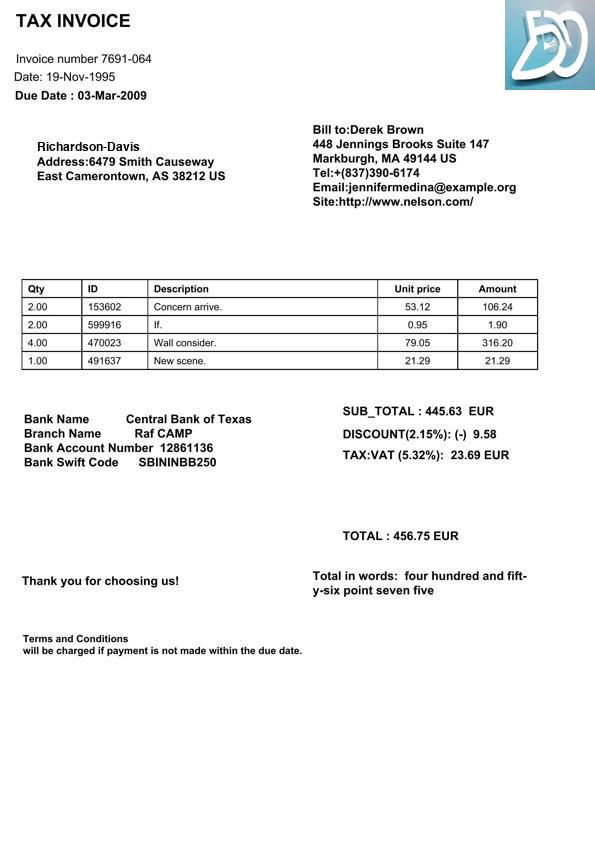 TAX INVOICE
Invoice number 7691-064
Date: 19-Nov-1995
Due Date : 03-Mar-2009
Richardson-Davis
Address:6479 Smith Causeway
East Camerontown, AS 38212 US
Bill to:Derek Brown
448 Jennings Brooks Suite 147
Markburgh, MA 49144 US
Tel:+(837)390-6174
Email:jennifermedina@example.org
Site:http://www.nelson.com/
Qty ID Description Unit price Amount
2.00 153602 Concern arrive. 53.12 106.24
2.00 599916 If. 0.95 1.90
4.00 470023 Wall consider. 79.05 316.20
1.00 491637 New scene. 21.29 21.29
Bank Name Central Bank of Texas
Branch Name Raf CAMP
Bank Account Number 12861136
Bank Swift Code SBININBB250
SUB_TOTAL : 445.63 EUR
DISCOUNT(2.15%): (-) 9.58
TAX:VAT (5.32%): 23.69 EUR
TOTAL : 456.75 EUR
Thank you for choosing us!
Total in words: four hundred and fift-
y-six point seven five
Terms and Conditions
will be charged if payment is not made within the due date.